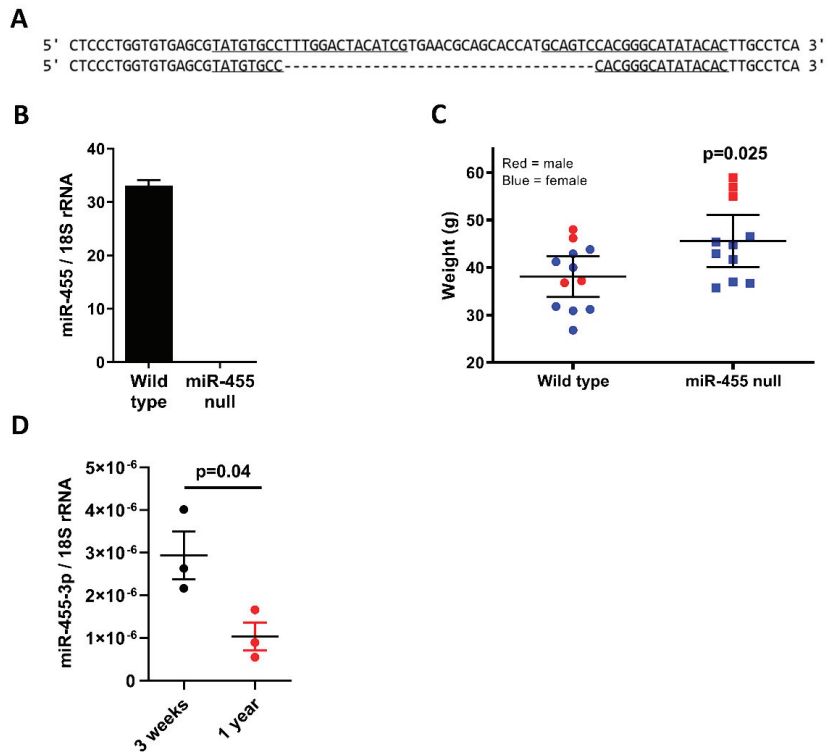 A
5' CTCCCTGGTGTGAGCGTATGTGCCTTTGGACTACATCGTGAACGCAGCACCATGCAGTCCACGGGCATATACACTTGCCTCA 3'
5' CTCCCTGGTGTGAGCGTATGTGCC-----------------------------------CACGGGCATATACACTTGCCTCA 3'
B
miR-455 / 18S rRNA
40
30
20
10
0
Wild type
miR-455 null
C
Weight (g)
60
50
40
30
20
Red = male
Blue = female
p=0.025
Wild type
miR-455 null
D
miR-455-3p / 18S rRNA
5×10⁻⁶
4×10⁻⁶
3×10⁻⁶
2×10⁻⁶
1×10⁻⁶
0
p=0.04
3 weeks
1 year